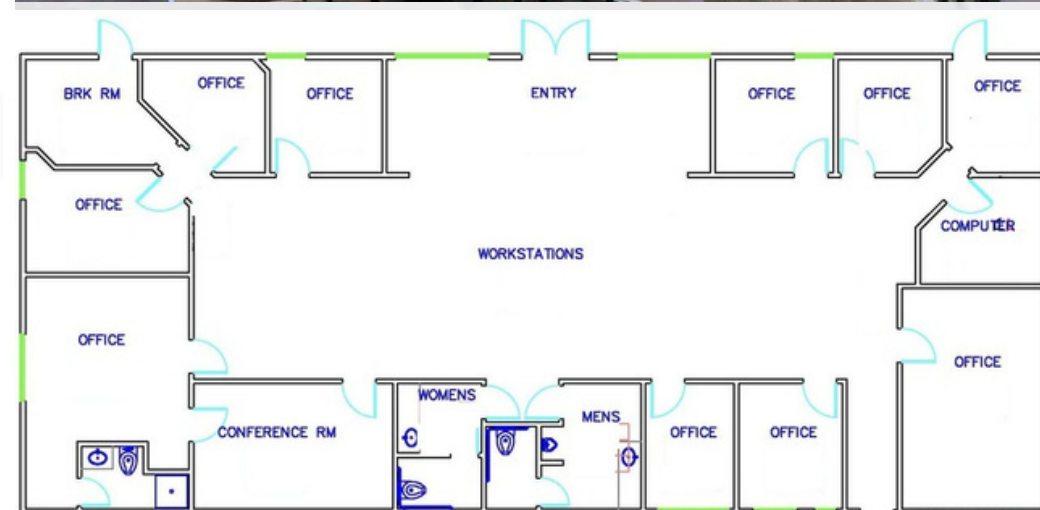 BRK RM
OFFICE
OFFICE
ENTRY
OFFICE
OFFICE
OFFICE
OFFICE
COMPUTER
WORKSTATIONS
OFFICE
OFFICE
WOMENS
MENS
CONFERENCE RM
OFFICE
OFFICE